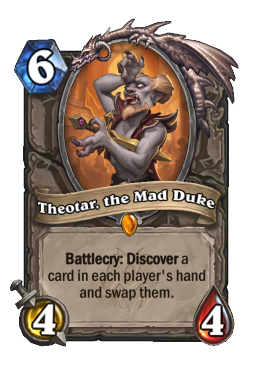 6
Theotar, the Mad Duke
Battlecry: Discover a
card in each player's hand
and swap them.
4
4